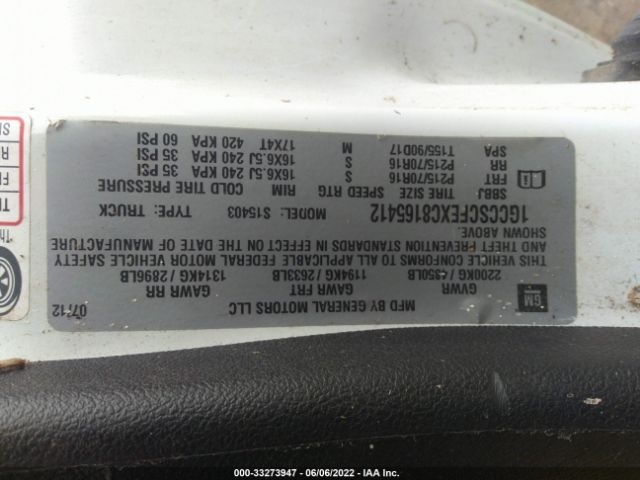 GM
MFD BY GENERAL MOTORS LLC
07/12
GVWR GAWR FRT GAWR RR
2200KG / 4850LB 1194KG / 2633LB 1314KG / 2896LB
THIS VEHICLE CONFORMS TO ALL APPLICABLE FEDERAL MOTOR VEHICLE SAFETY
AND THEFT PREVENTION STANDARDS IN EFFECT ON THE DATE OF MANUFACTURE
SHOWN ABOVE.
1GCCSCFEXC8165412 MODEL: S15403 TYPE: TRUCK
SBBJ TIRE SIZE SPEED RTG RIM COLD TIRE PRESSURE
FRT P215/70R16 S 16X6.5J 240 KPA 35 PSI
RR P215/70R16 S 16X6.5J 240 KPA 35 PSI
SPA T155/90D17 M 17X4T 420 KPA 60 PSI
000-33273947 - 06/06/2022 - IAA Inc.